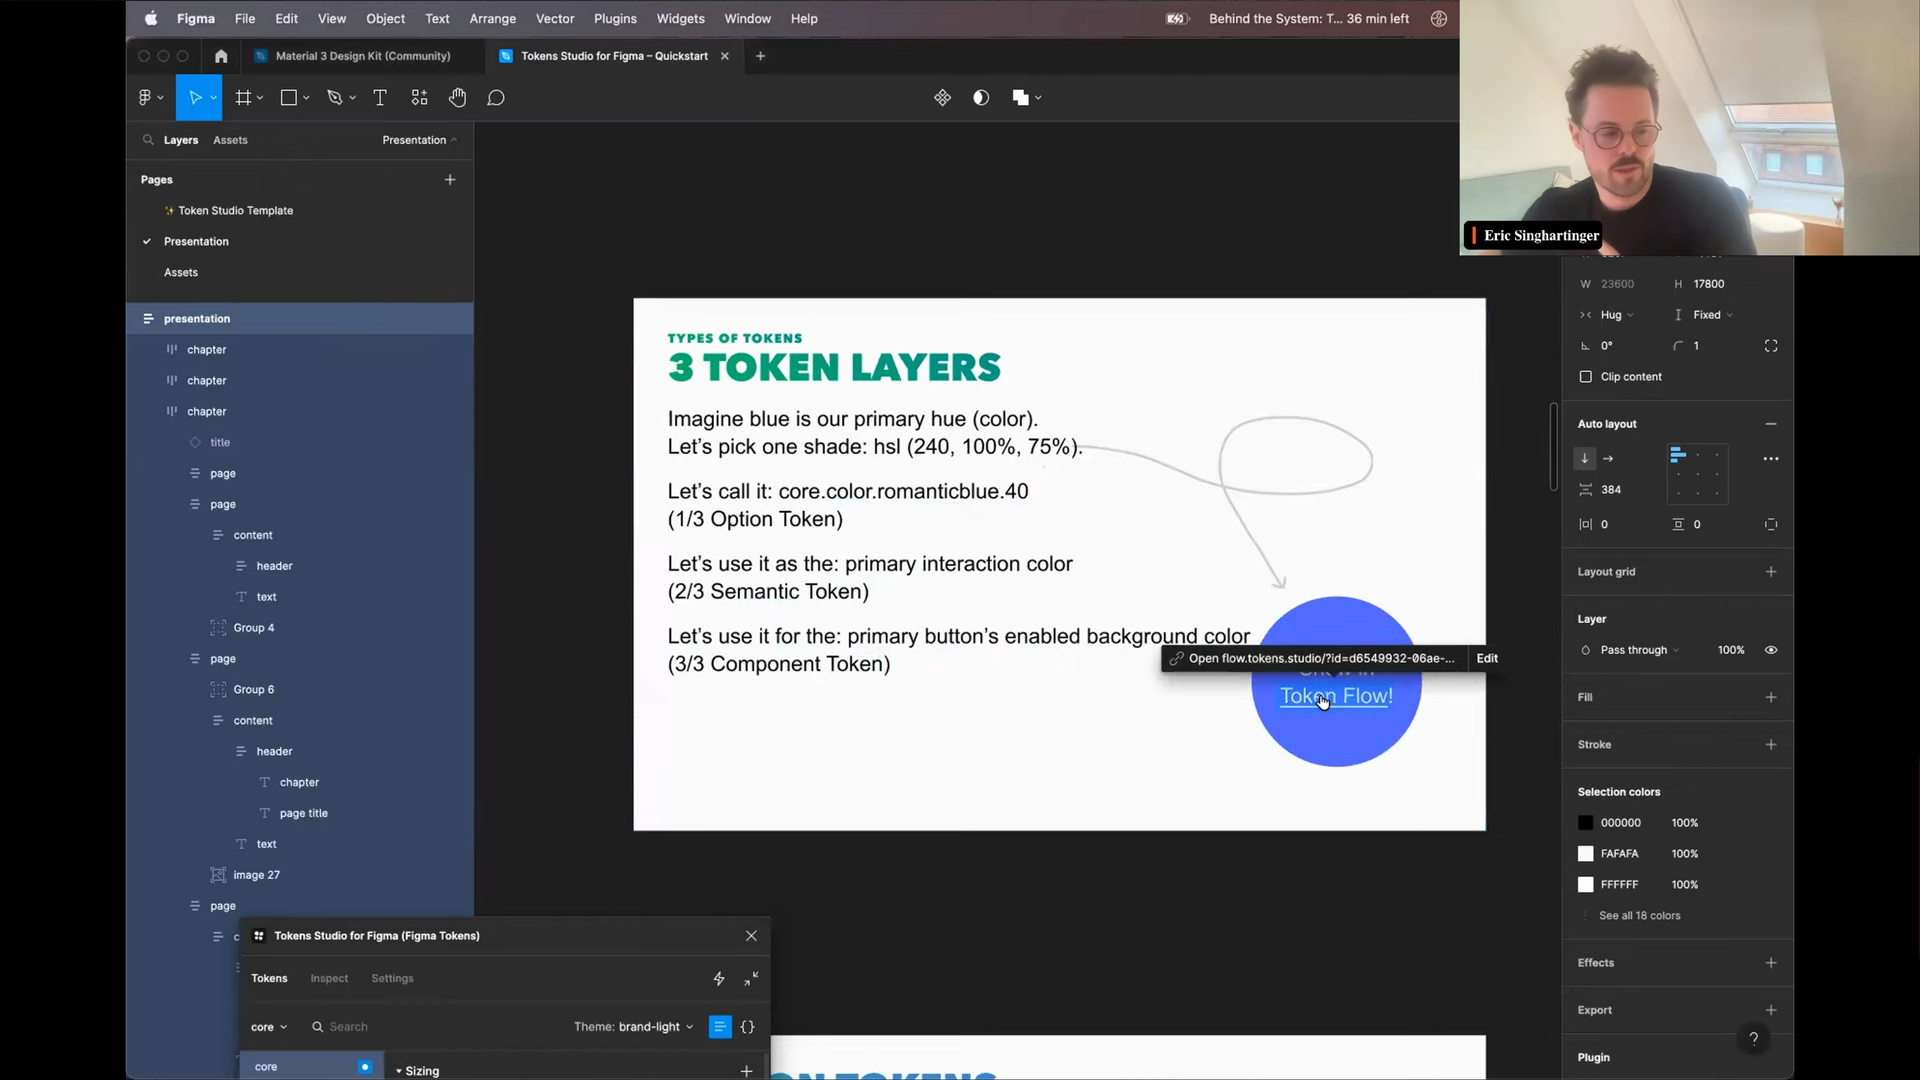 Figma File Edit View Object Text Arrange Vector Plugins Widgets Window Help
Behind the System: T... 36 min left
Material 3 Design Kit (Community)
Tokens Studio for Figma – Quickstart
Layers Assets Presentation
Pages
✨ Token Studio Template
Presentation
Assets
presentation
chapter
chapter
chapter
title
page
page
content
header
text
Group 4
page
Group 6
content
header
chapter
page title
text
image 27
page
TYPES OF TOKENS
3 TOKEN LAYERS
Imagine blue is our primary hue (color).
Let's pick one shade: hsl (240, 100%, 75%).
Let's call it: core.color.romanticblue.40
(1/3 Option Token)
Let's use it as the: primary interaction color
(2/3 Semantic Token)
Let's use it for the: primary button's enabled background color
(3/3 Component Token)
Open flow.tokens.studio/?id=d6549932-06ae-... Edit
Token Flow!
Tokens Studio for Figma (Figma Tokens)
Tokens Inspect Settings
core Search Theme: brand-light {}
core
Sizing
Eric Singhartinger
W 23600 H 17800
Hug Fixed
0° 1
Clip content
Auto layout
384
0 0
Layout grid
Layer
Pass through 100%
Fill
Stroke
Selection colors
000000 100%
FAFAFA 100%
FFFFFF 100%
See all 18 colors
Effects
Export
?
Plugin